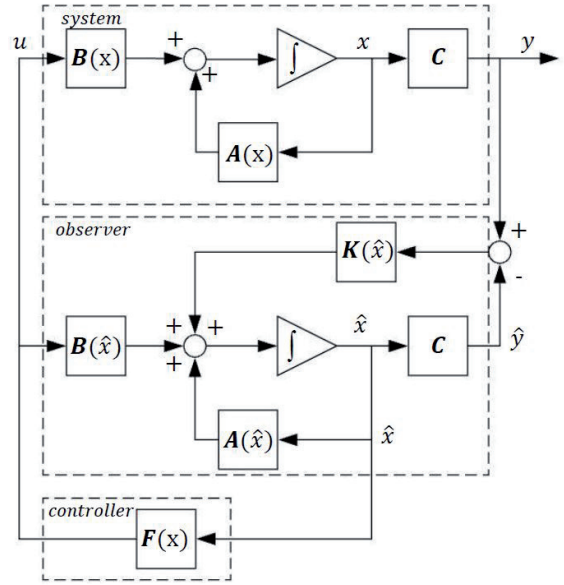 system
u
B(x)
+
+
∫
x
C
y
A(x)
observer
K(x̂)
+
-
B(x̂)
+
+
+
∫
x̂
C
ŷ
A(x̂)
x̂
controller
F(x)